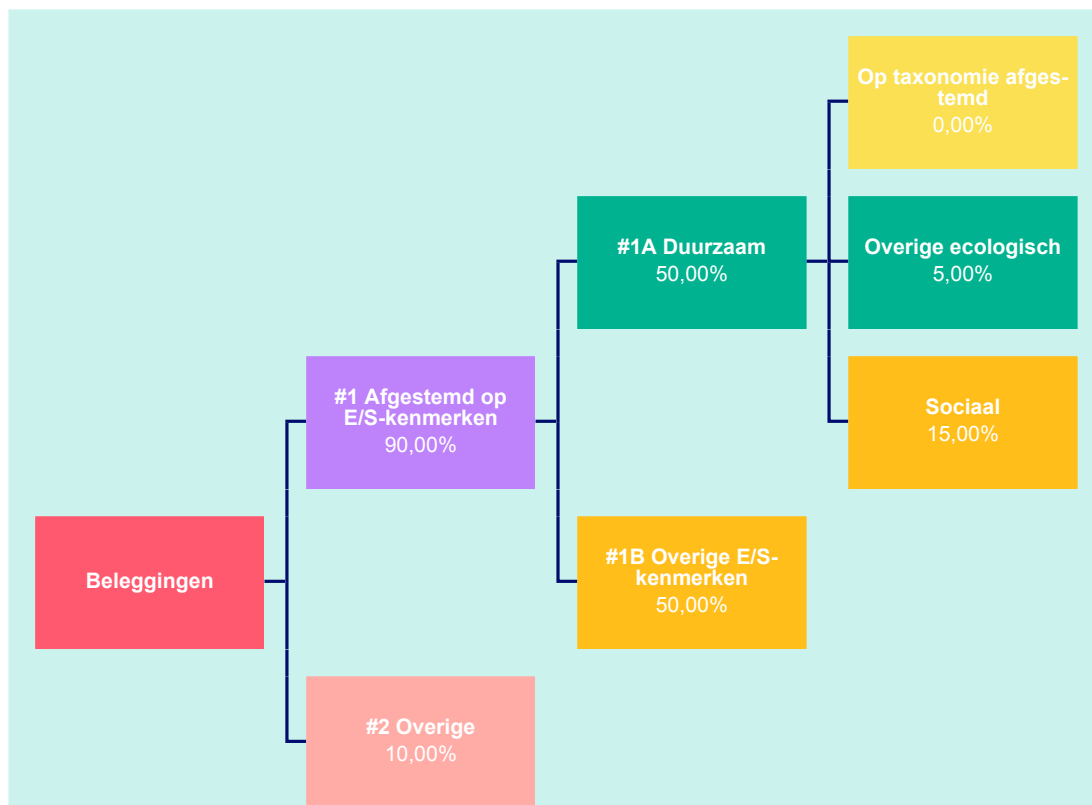 Op taxonomie afges-
temd
0,00%
#1A Duurzaam
50,00%
Overige ecologisch
5,00%
#1 Afgestemd op
E/S-kenmerken
90,00%
Sociaal
15,00%
Beleggingen
#1B Overige E/S-
kenmerken
50,00%
#2 Overige
10,00%